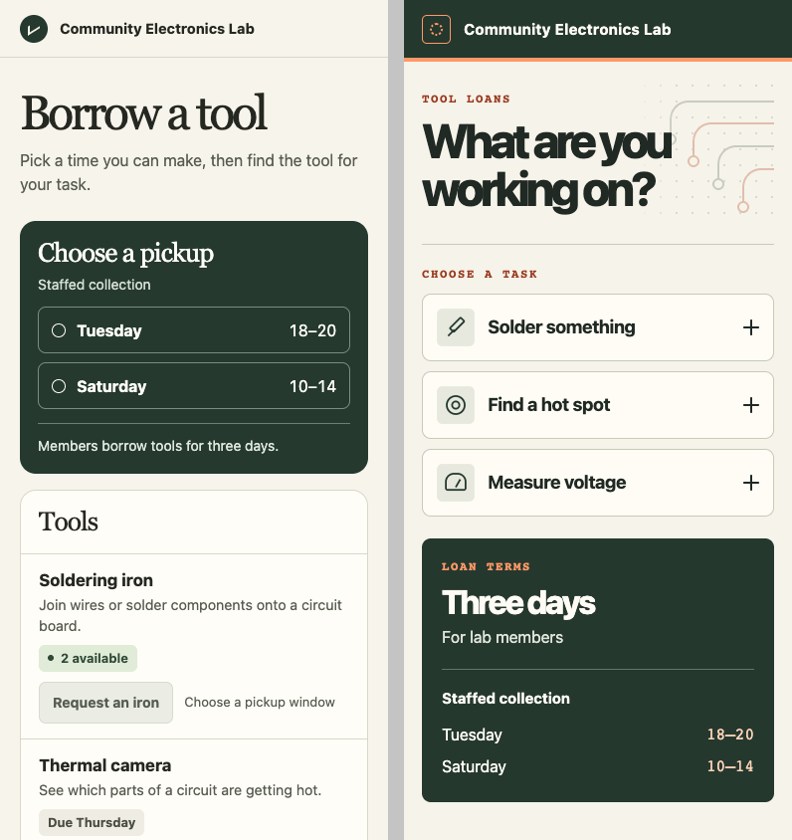 Community Electronics Lab
Borrow a tool
Pick a time you can make, then find the tool for
your task.
Choose a pickup
Staffed collection
Tuesday 18–20
Saturday 10–14
Members borrow tools for three days.
Tools
Soldering iron
Join wires or solder components onto a circuit
board.
2 available
Request an iron Choose a pickup window
Thermal camera
See which parts of a circuit are getting hot.
Due Thursday
Community Electronics Lab
TOOL LOANS
What are you
working on?
CHOOSE A TASK
Solder something
Find a hot spot
Measure voltage
LOAN TERMS
Three days
For lab members
Staffed collection
Tuesday 18–20
Saturday 10–14